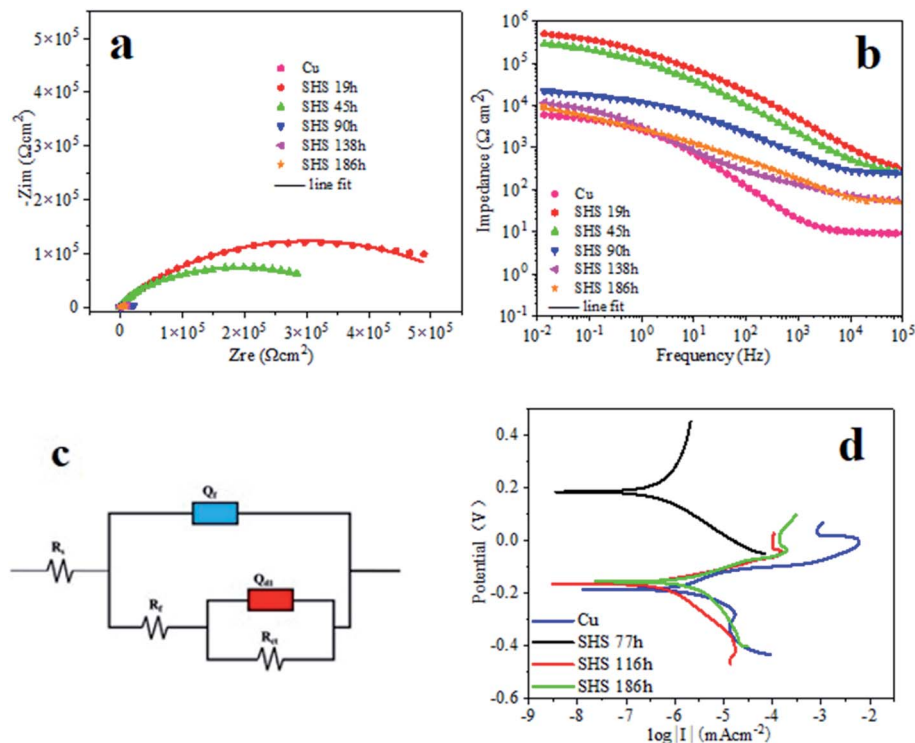 a
5×10⁵
4×10⁵
3×10⁵
2×10⁵
1×10⁵
0
-Zim (Ωcm²)
Cu
SHS 19h
SHS 45h
SHS 90h
SHS 138h
SHS 186h
line fit
0
1×10⁵
2×10⁵
3×10⁵
4×10⁵
5×10⁵
Zre (Ωcm²)
b
10⁶
10⁵
10⁴
10³
10²
10¹
10⁰
10⁻¹
Impedance (Ω cm²)
Cu
SHS 19h
SHS 45h
SHS 90h
SHS 138h
SHS 186h
line fit
10⁻²
10⁻¹
10⁰
10¹
10²
10³
10⁴
10⁵
Frequency (Hz)
c
Qf
Rs
Qdl
Rf
Rct
d
0.4
0.2
0.0
-0.2
-0.4
-0.6
Potential (V)
Cu
SHS 77h
SHS 116h
SHS 186h
-9
-8
-7
-6
-5
-4
-3
-2
-1
log|I| (mAcm⁻²)